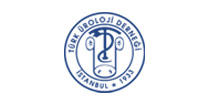 TÜRK ÜROLOJİ DERNEĞİ
İSTANBUL • 1933